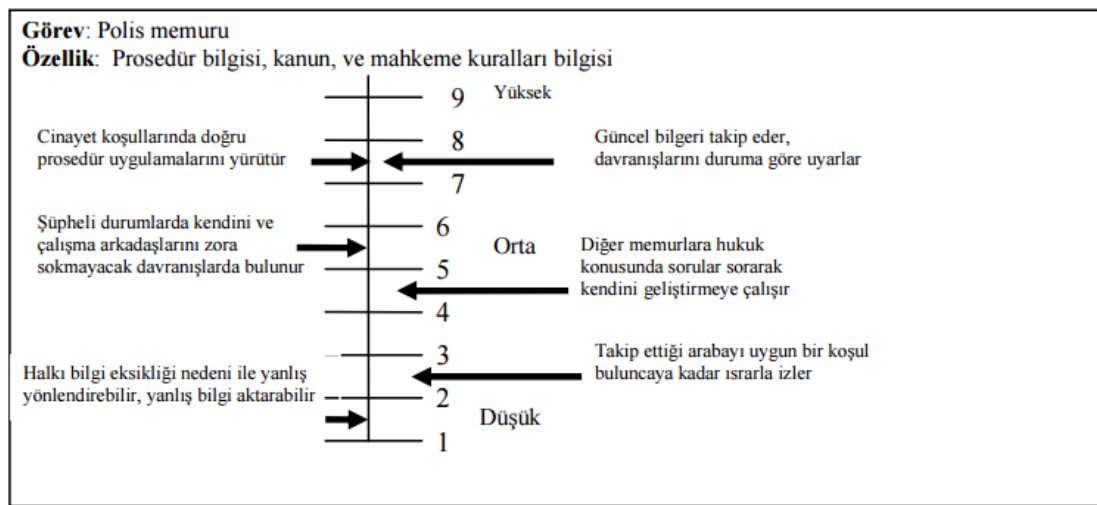 Görev: Polis memuru
Özellik: Prosedür bilgisi, kanun, ve mahkeme kuralları bilgisi
9 Yüksek
Cinayet koşullarında doğru
prosedür uygulamalarını yürütür
8
Güncel bilgeri takip eder,
davranışlarını duruma göre uyarlar
7
Şüpheli durumlarda kendini ve
çalışma arkadaşlarını zora
sokmayacak davranışlarda bulunur
6
Orta
5
Diğer memurlara hukuk
konusunda sorular sorarak
kendini geliştirmeye çalışır
4
3
Takip ettiği arabayı uygun bir koşul
buluncaya kadar ısrarla izler
Halkı bilgi eksikliği nedeni ile yanlış
yönlendirebilir, yanlış bilgi aktarabilir
2
Düşük
1